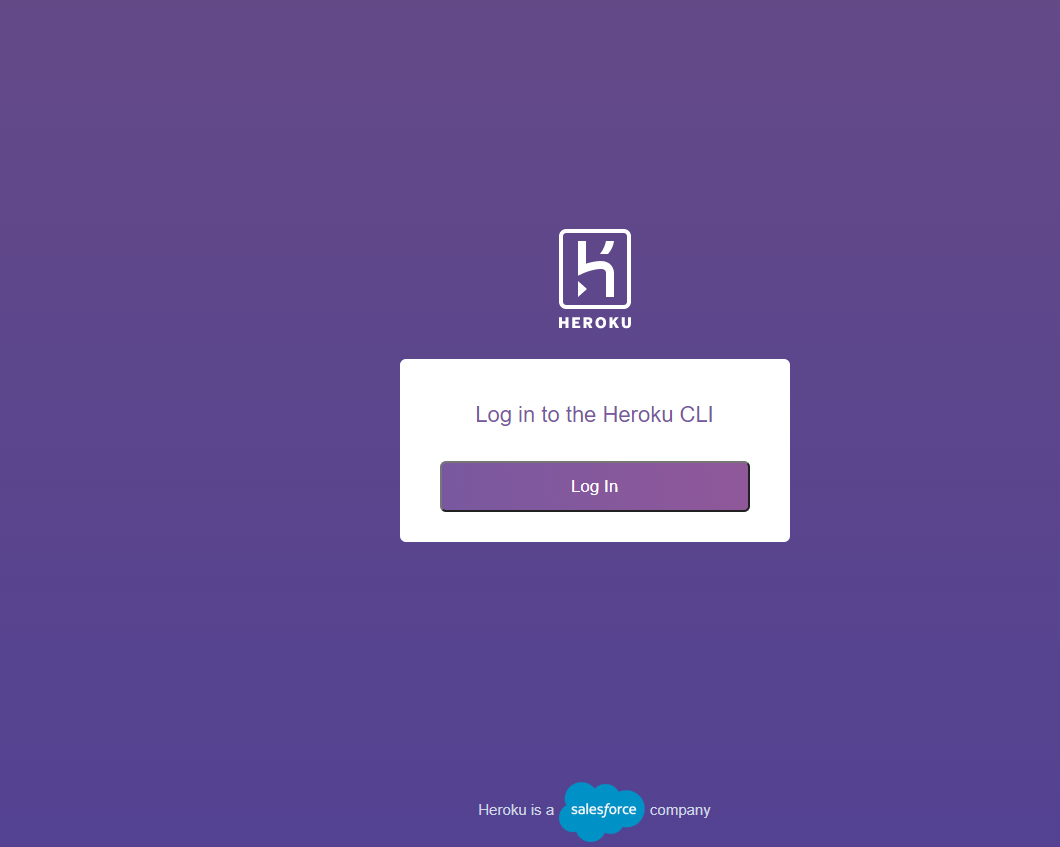 HEROKU
Log in to the Heroku CLI
Log In
Heroku is a salesforce company